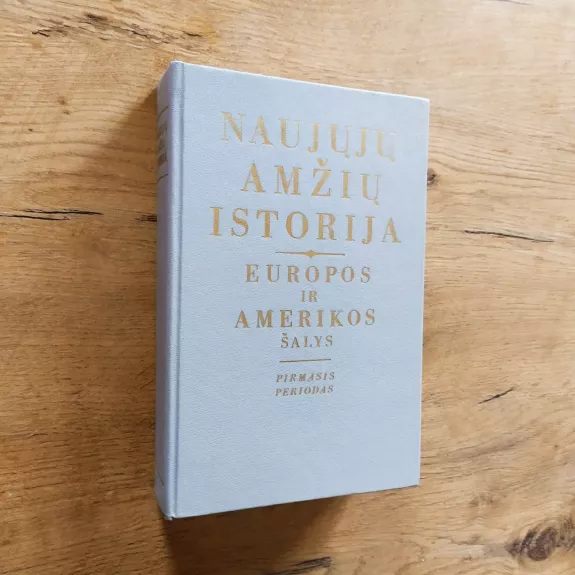 NAUJŲJŲ
AMŽIŲ
ISTORIJA
EUROPOS
IR
AMERIKOS
ŠALYS
PIRMASIS
PERIODAS